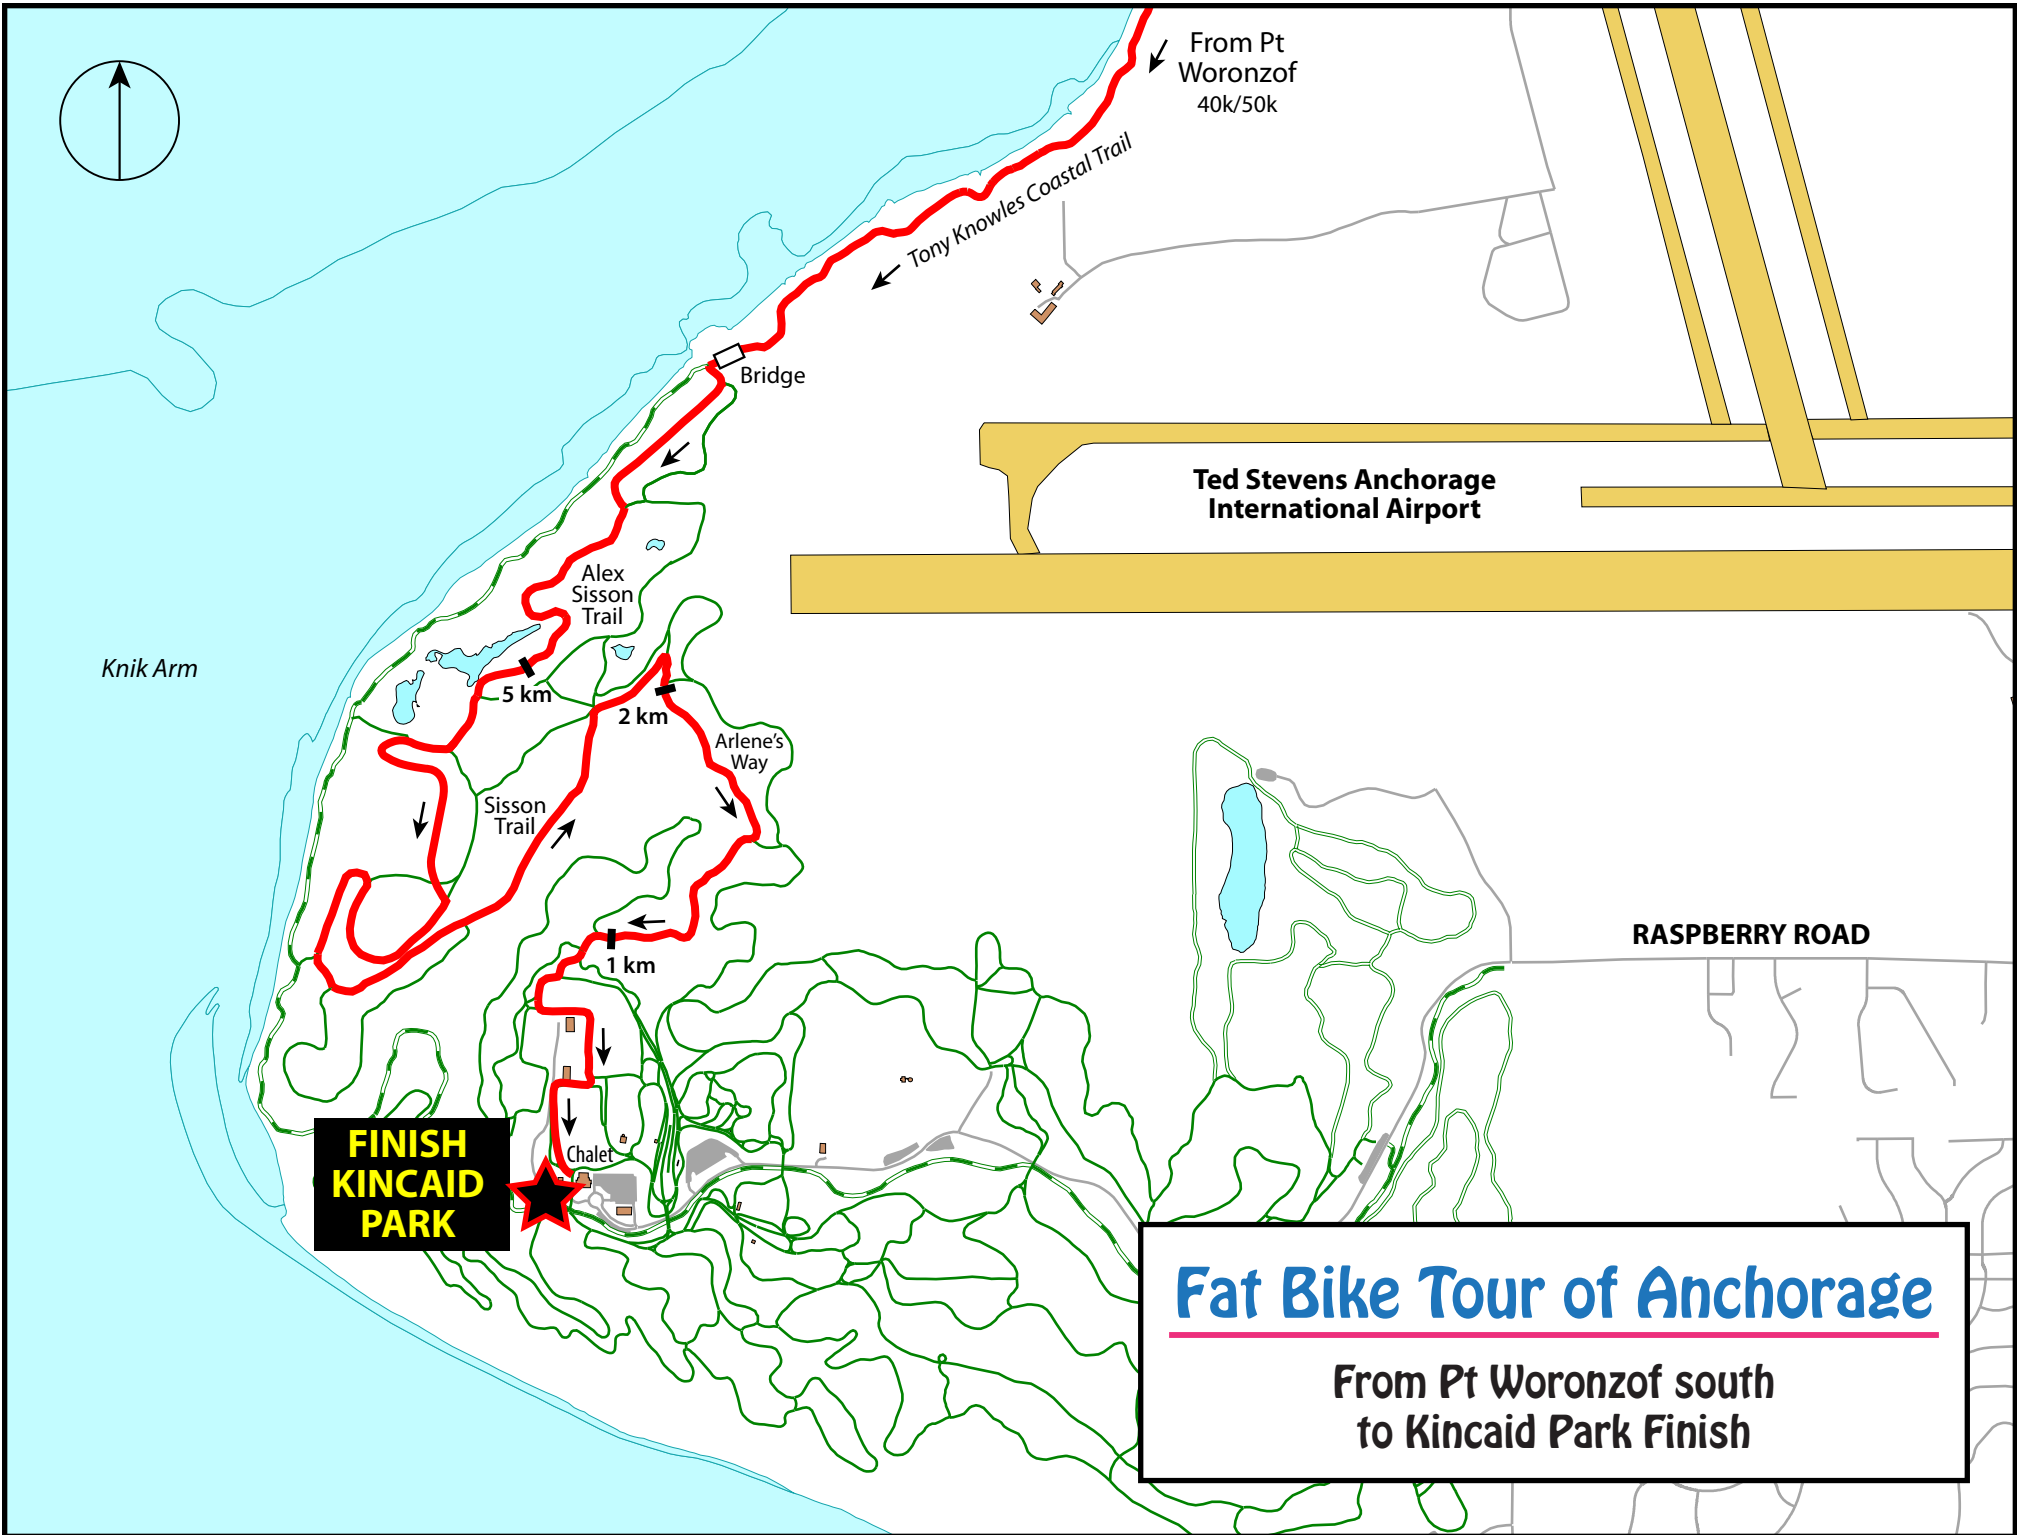 From Pt
Woronzof
40k/50k
Tony Knowles Coastal Trail
Bridge
Ted Stevens Anchorage
International Airport
Alex
Sisson
Trail
Knik Arm
5 km
2 km
Arlene's
Way
Sisson
Trail
RASPBERRY ROAD
1 km
FINISH
KINCAID
PARK
Chalet
Fat Bike Tour of Anchorage
From Pt Woronzof south
to Kincaid Park Finish